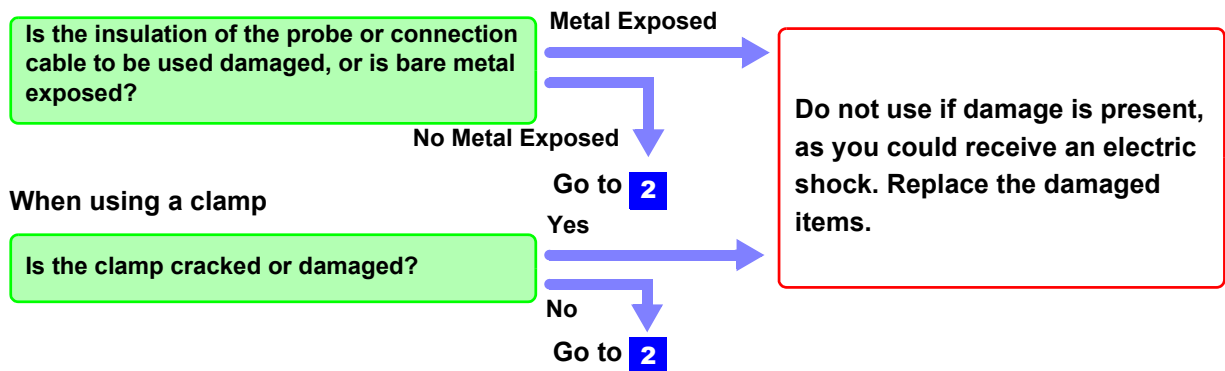 Is the insulation of the probe or connection
cable to be used damaged, or is bare metal
exposed?
Metal Exposed
No Metal Exposed
Go to 2
Do not use if damage is present,
as you could receive an electric
shock. Replace the damaged
items.
When using a clamp
Is the clamp cracked or damaged?
Yes
No
Go to 2